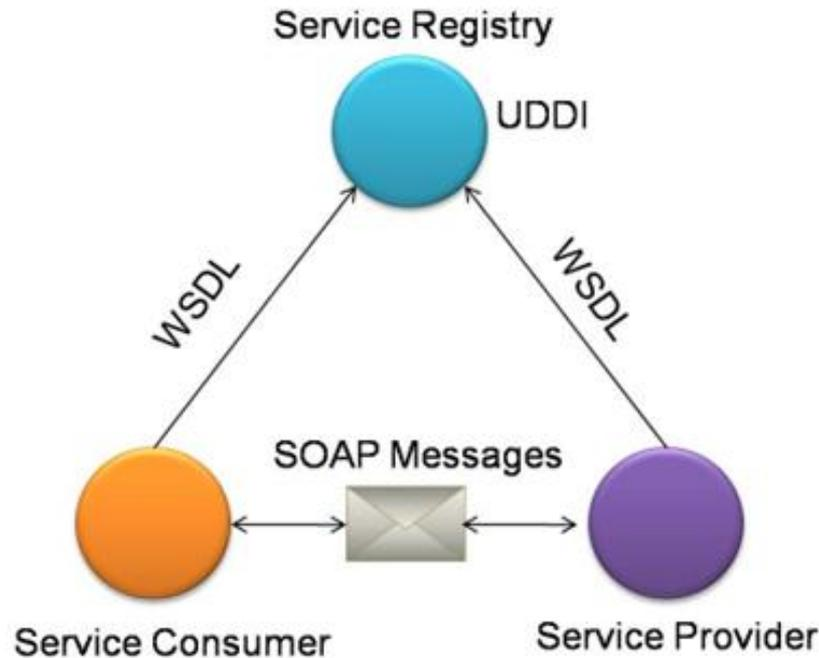 Service Registry
UDDI
WSDL
WSDL
SOAP Messages
Service Consumer
Service Provider